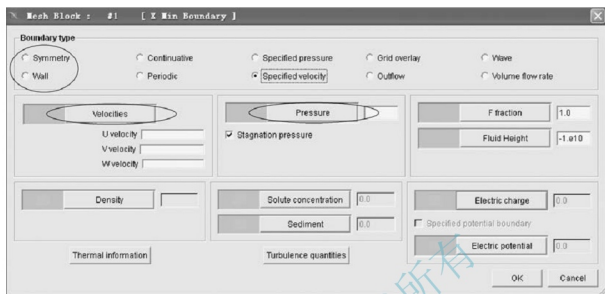 Mesh Block : #1 [ X Min Boundary ]
Boundary type
Symmetry Continuative Specified pressure Grid overlay Wave
Wall Periodic Specified velocity Outflow Volume flow rate
Velocities Pressure F fraction 1.0
U velocity Stagnation pressure Fluid Height -1.e10
V velocity
W velocity
Density Solute concentration 0.0 Electric charge 0.0
Sediment 0.0 Specified potential boundary
Electric potential 0.0
Thermal information Turbulence quantities
OK Cancel
所有